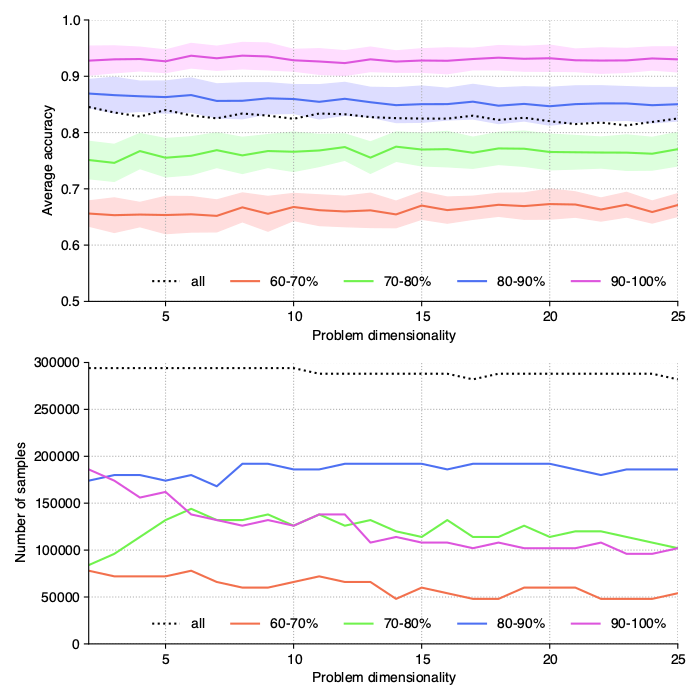 1.0
0.9
0.8
0.7
0.6
0.5
Average accuracy
all 60-70% 70-80% 80-90% 90-100%
5 10 15 20 25
Problem dimensionality
300000
250000
200000
150000
100000
50000
0
Number of samples
all 60-70% 70-80% 80-90% 90-100%
5 10 15 20 25
Problem dimensionality